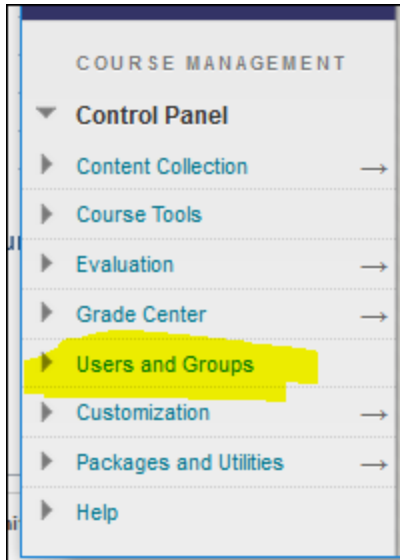 COURSE MANAGEMENT
Control Panel
Content Collection
Course Tools
Evaluation
Grade Center
Users and Groups
Customization
Packages and Utilities
Help